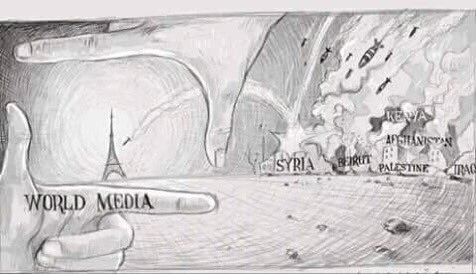 KENYA
AFGHANISTAN
SYRIA
BEIRUT
PALESTINE
IRAQ
WORLD MEDIA